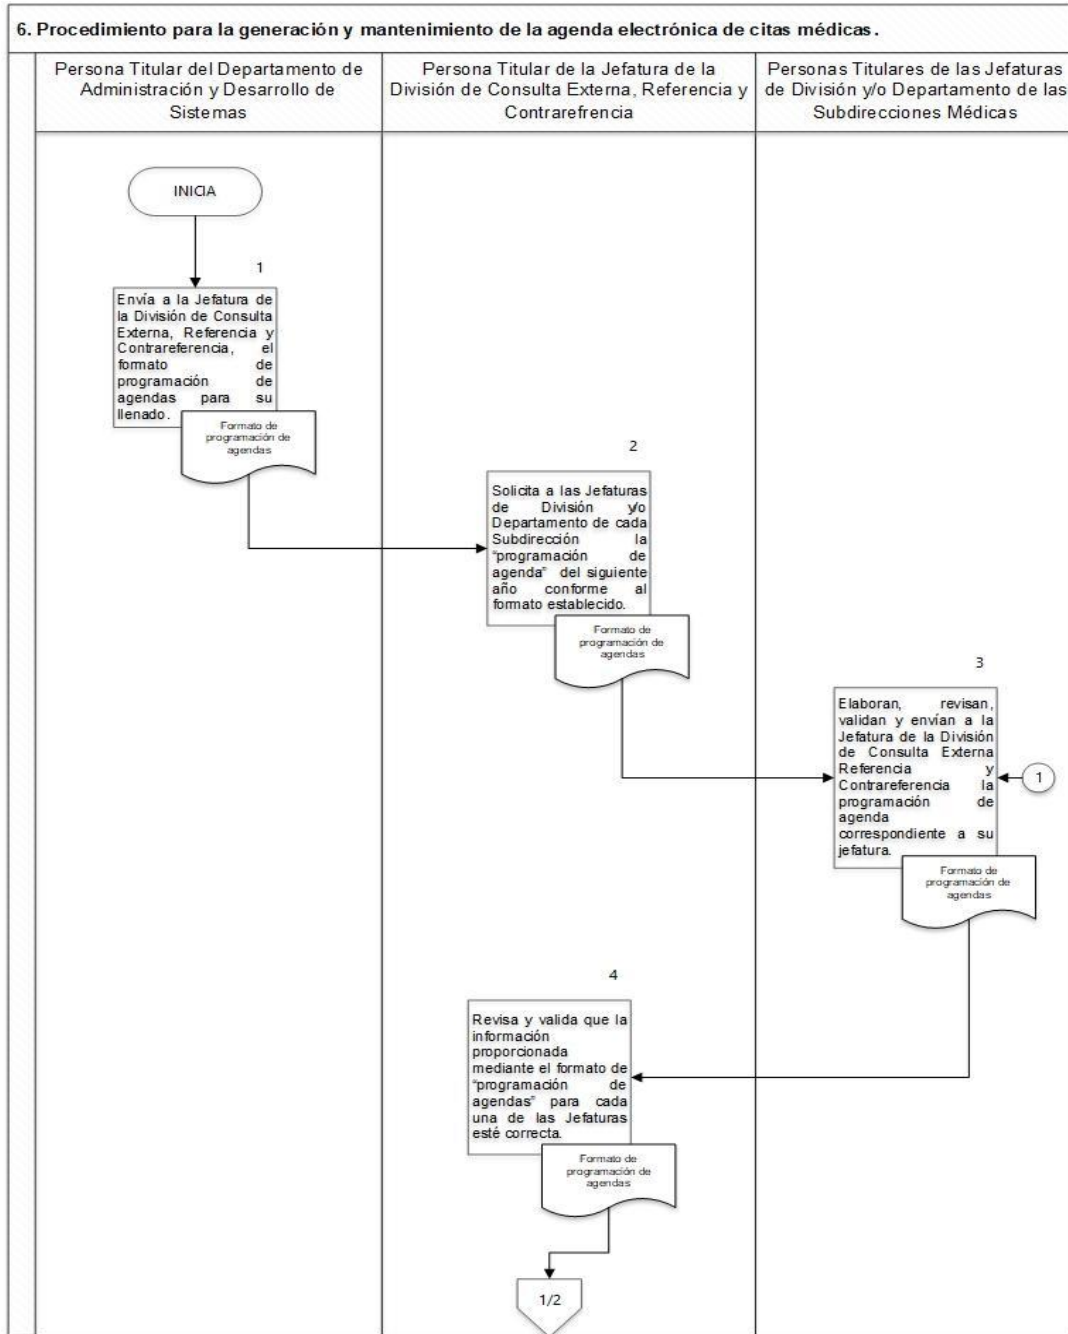 6. Procedimiento para la generación y mantenimiento de la agenda electrónica de citas médicas.
Persona Titular del Departamento de
Administración y Desarrollo de
Sistemas
Persona Titular de la Jefatura de la
División de Consulta Externa, Referencia y
Contrarefrencia
Personas Titulares de las Jefaturas
de División y/o Departamento de las
Subdirecciones Médicas
INICIA
1
Envía a la Jefatura de
la División de Consulta
Externa, Referencia y
Contrareferencia, el
formato de
programación de
agendas para su
llenado.
Formato de
programación de
agendas
2
Solicita a las Jefaturas
de División y/o
Departamento de cada
Subdirección la
“programación de
agenda” del siguiente
año conforme al
formato establecido.
Formato de
programación de
agendas
3
Elaboran, revisan,
validan y envían a la
Jefatura de la División
de Consulta Externa
Referencia y
Contrareferencia la
programación de
agenda
correspondiente a su
jefatura.
1
Formato de
programación de
agendas
4
Revisa y valida que la
información
proporcionada
mediante el formato de
“programación de
agendas” para cada
una de las Jefaturas
esté correcta.
Formato de
programación de
agendas
1/2